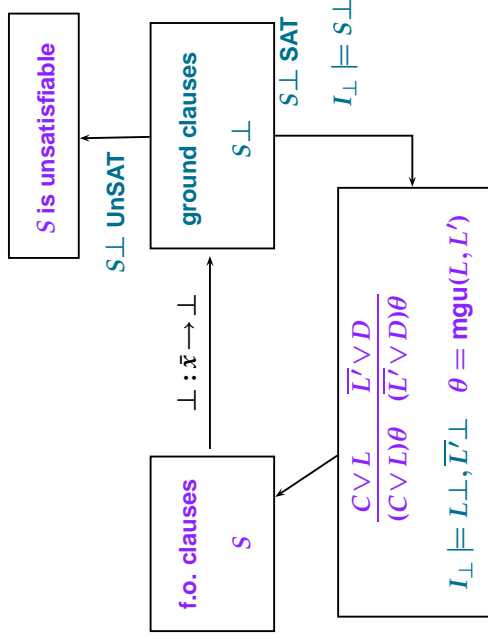 f.o. clauses
S
⊥ : x̄ → ⊥
ground clauses
S⊥
S⊥ UnSAT
S is unsatisfiable
S⊥ SAT
I⊥ ⊨ S⊥
C ∨ L    L̅'̅ ∨ D
(C ∨ L)θ    (L̅'̅ ∨ D)θ
I⊥ ⊨ L⊥, L̅'̅⊥    θ = mgu(L, L')